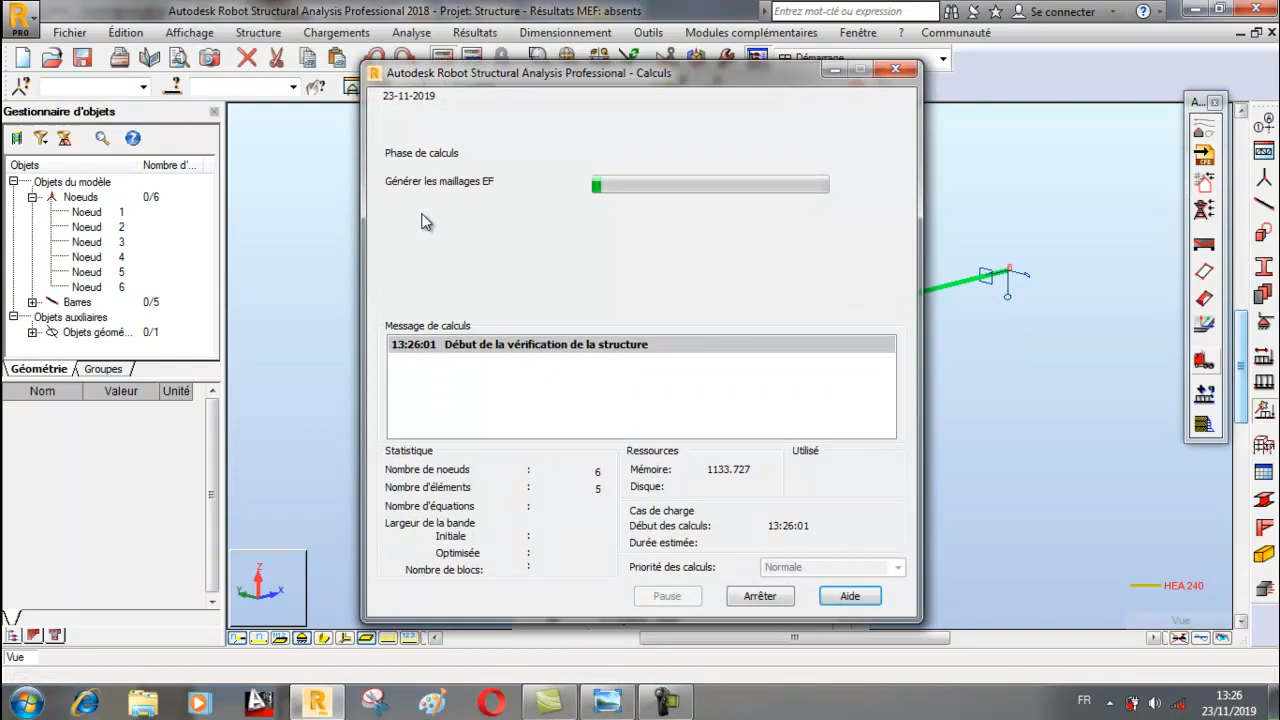 Autodesk Robot Structural Analysis Professional 2018 - Projet: Structure - Résultats MEF: absents
Entrez mot-clé ou expression
Se connecter
PRO
Fichier Édition Affichage Structure Chargements Analyse Résultats Dimensionnement Outils Modules complémentaires Fenêtre ? Communauté
Démarrage
Autodesk Robot Structural Analysis Professional - Calculs
23-11-2019
Gestionnaire d'objets
Objets Nombre d'...
Objets du modèle
Noeuds 0/6
Noeud 1
Noeud 2
Noeud 3
Noeud 4
Noeud 5
Noeud 6
Barres 0/5
Objets auxiliaires
Objets géomé... 0/1
Géométrie Groupes
Nom Valeur Unité
Phase de calculs
Générer les maillages EF
Message de calculs
13:26:01 Début de la vérification de la structure
Statistique
Nombre de noeuds : 6
Nombre d'éléments : 5
Nombre d'équations :
Largeur de la bande
Initiale :
Optimisée :
Nombre de blocs: :
Ressources Utilisé
Mémoire: 1133.727
Disque:
Cas de charge
Début des calculs: 13:26:01
Durée estimée:
Priorité des calculs: Normale
Pause Arrêter Aide
A...
6
Z
Y X
HEA 240
Vue
Vue
FR
13:26
23/11/2019